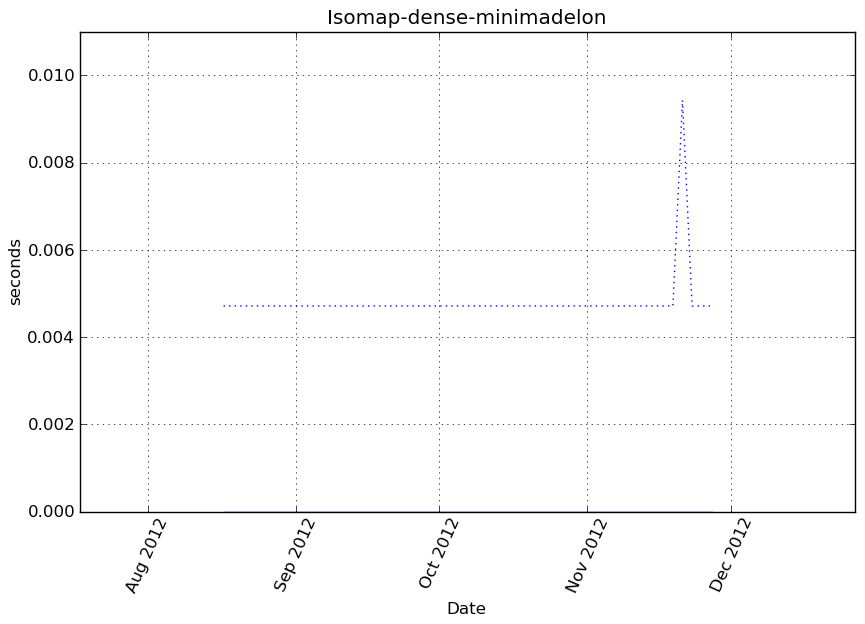 Isomap-dense-minimadelon
0.010
0.008
0.006
0.004
0.002
0.000
seconds
Aug 2012
Sep 2012
Oct 2012
Nov 2012
Dec 2012
Date